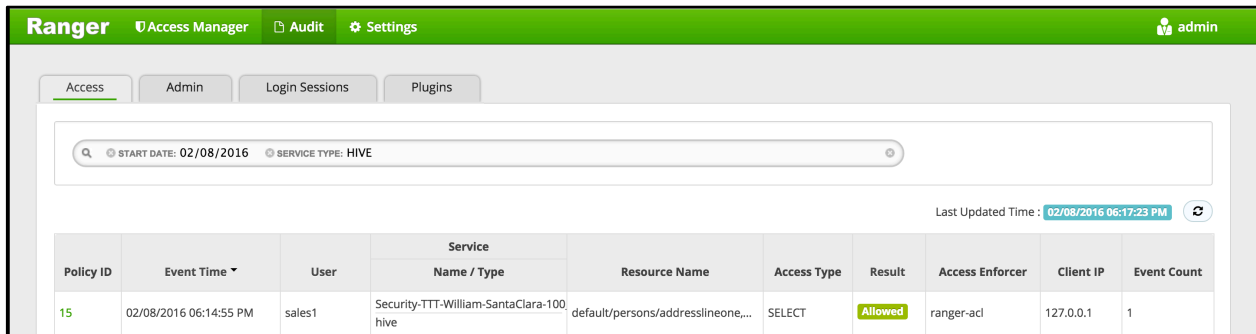 Ranger Access Manager Audit Settings admin
Access Admin Login Sessions Plugins
START DATE: 02/08/2016 SERVICE TYPE: HIVE
Last Updated Time : 02/08/2016 06:17:23 PM
Service
Policy ID Event Time User Name / Type Resource Name Access Type Result Access Enforcer Client IP Event Count
15 02/08/2016 06:14:55 PM sales1 Security-TTT-William-SantaClara-100 default/persons/addresslineone,... SELECT Allowed ranger-acl 127.0.0.1 1
hive